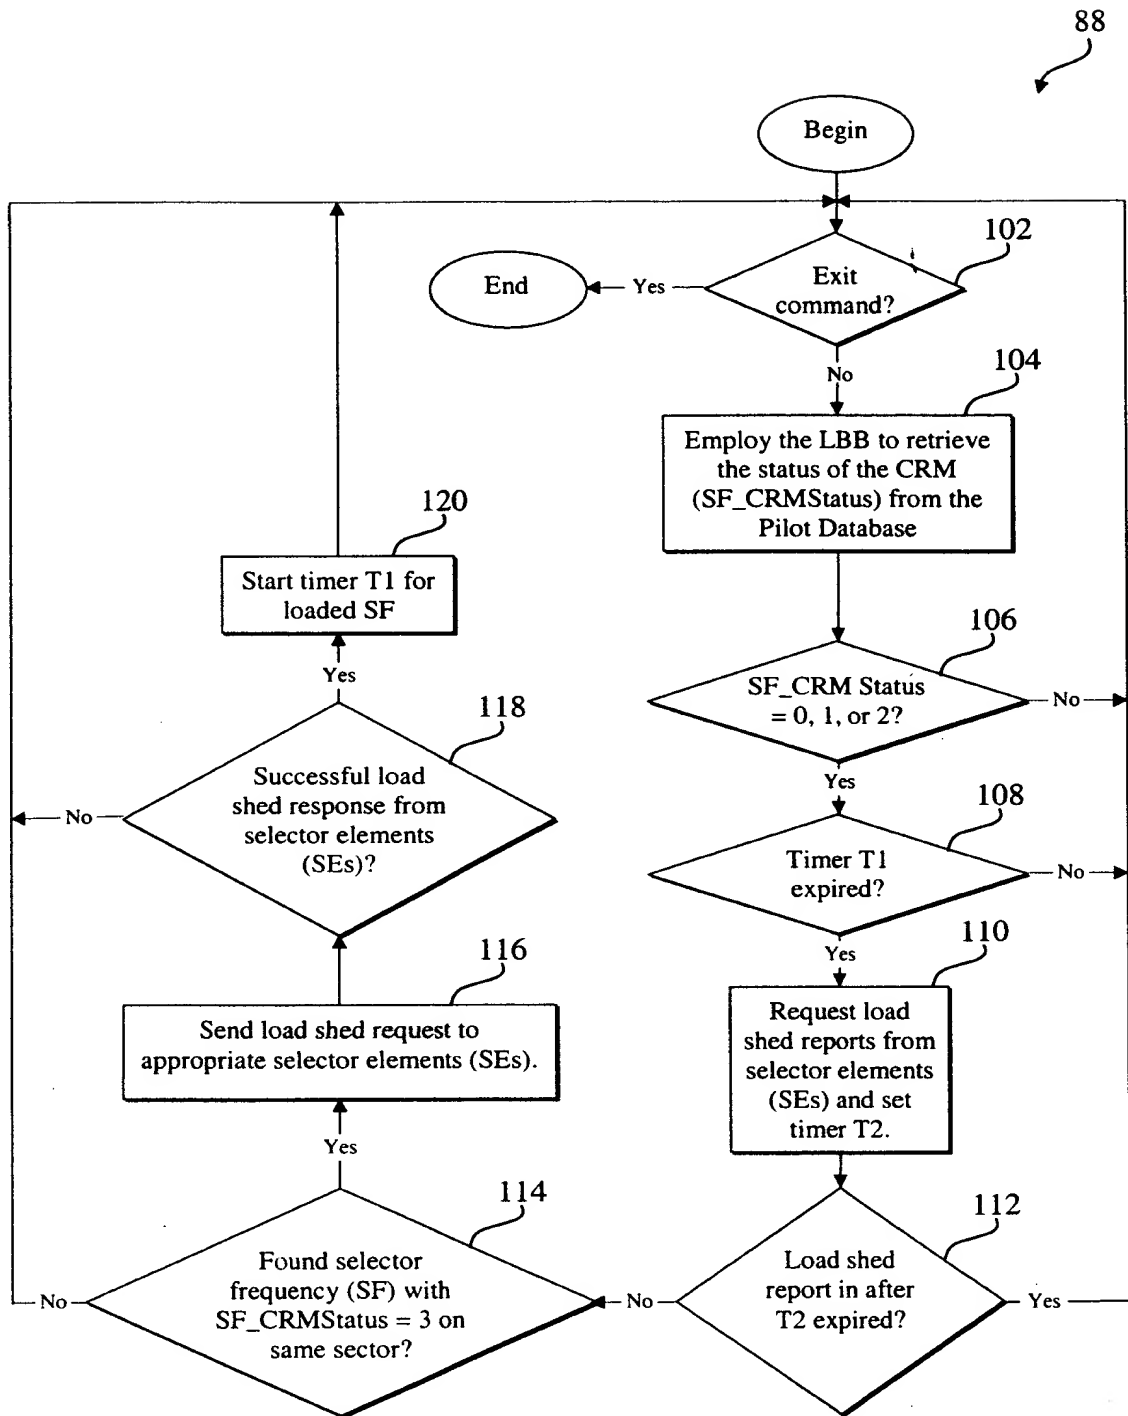 88
Begin
102
Exit
command?
Yes
End
No
104
Employ the LBB to retrieve
the status of the CRM
(SF_CRMStatus) from the
Pilot Database
106
SF_CRM Status
= 0, 1, or 2?
No
Yes
108
Timer T1
expired?
No
Yes
110
Request load
shed reports from
selector elements
(SEs) and set
timer T2.
112
Load shed
report in after
T2 expired?
Yes
No
114
Found selector
frequency (SF) with
SF_CRMStatus = 3 on
same sector?
No
Yes
116
Send load shed request to
appropriate selector elements (SEs).
118
Successful load
shed response from
selector elements
(SEs)?
No
Yes
120
Start timer T1 for
loaded SF